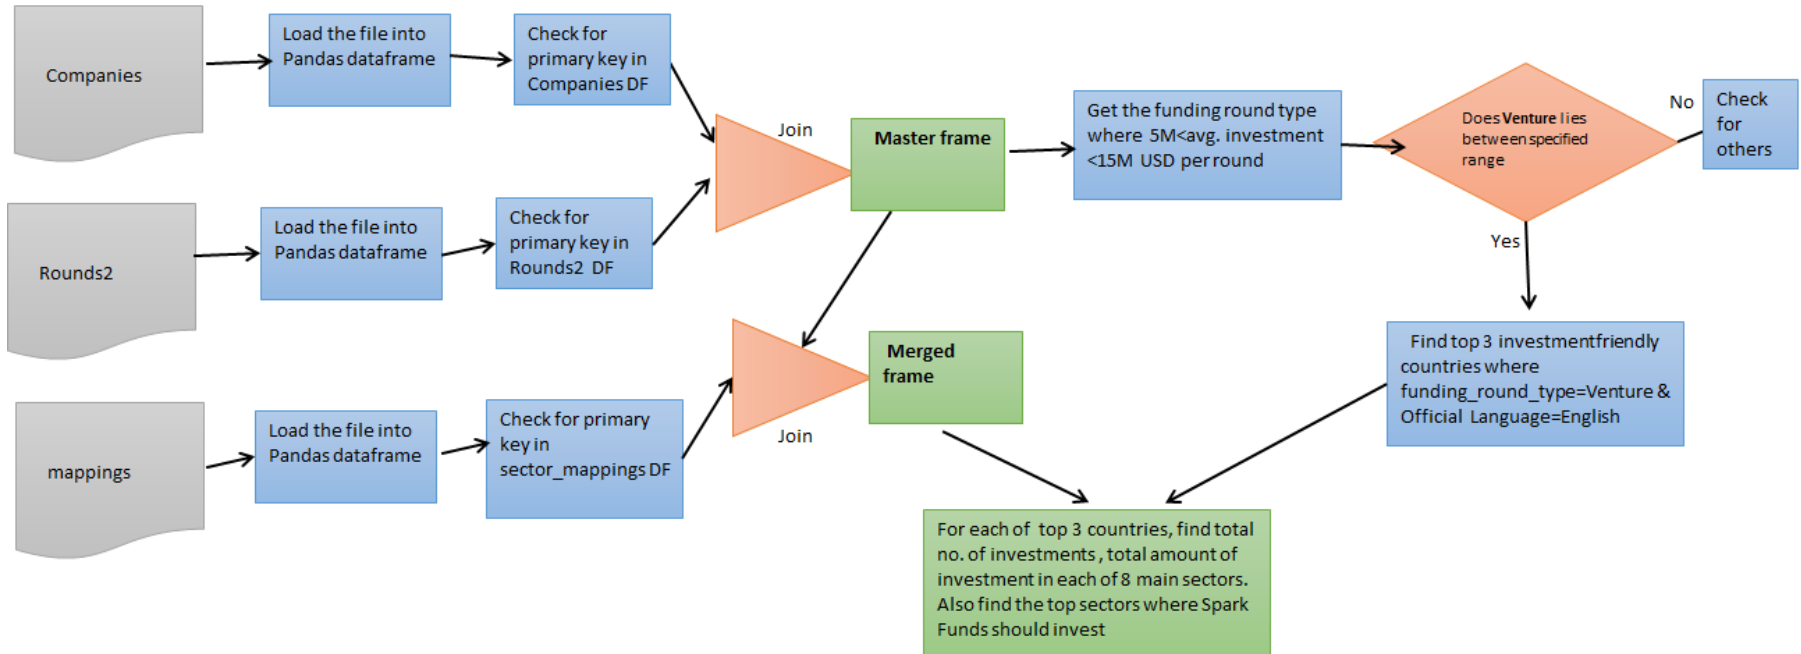 Companies
Load the file into
Pandas dataframe
Check for
primary key in
Companies DF
Join
Master frame
Get the funding round type
where 5M<avg. investment
<15M USD per round
Does Venture lies
between specified
range
No
Check
for
others
Yes
Rounds2
Load the file into
Pandas dataframe
Check for
primary key in
Rounds2 DF
mappings
Load the file into
Pandas dataframe
Check for primary
key in
sector_mappings DF
Join
Merged
frame
Find top 3 investmentfriendly
countries where
funding_round_type=Venture &
Official Language=English
For each of top 3 countries, find total
no. of investments , total amount of
investment in each of 8 main sectors.
Also find the top sectors where Spark
Funds should invest